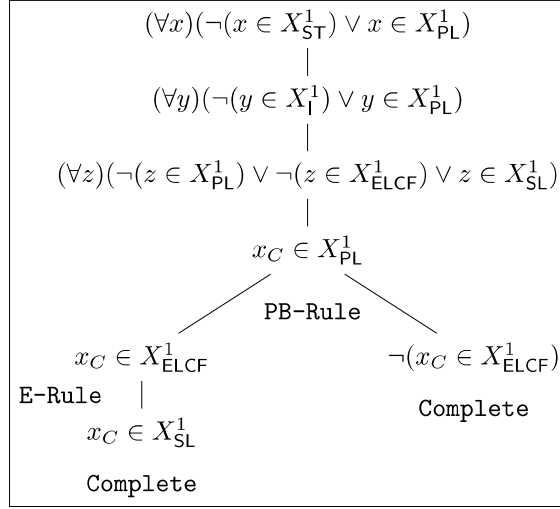 (∀x)(¬(x ∈ X¹_ST) ∨ x ∈ X¹_PL)
(∀y)(¬(y ∈ X¹_I) ∨ y ∈ X¹_PL)
(∀z)(¬(z ∈ X¹_PL) ∨ ¬(z ∈ X¹_ELCF) ∨ z ∈ X¹_SL)
x_C ∈ X¹_PL
PB-Rule
x_C ∈ X¹_ELCF
¬(x_C ∈ X¹_ELCF)
E-Rule
Complete
x_C ∈ X¹_SL
Complete